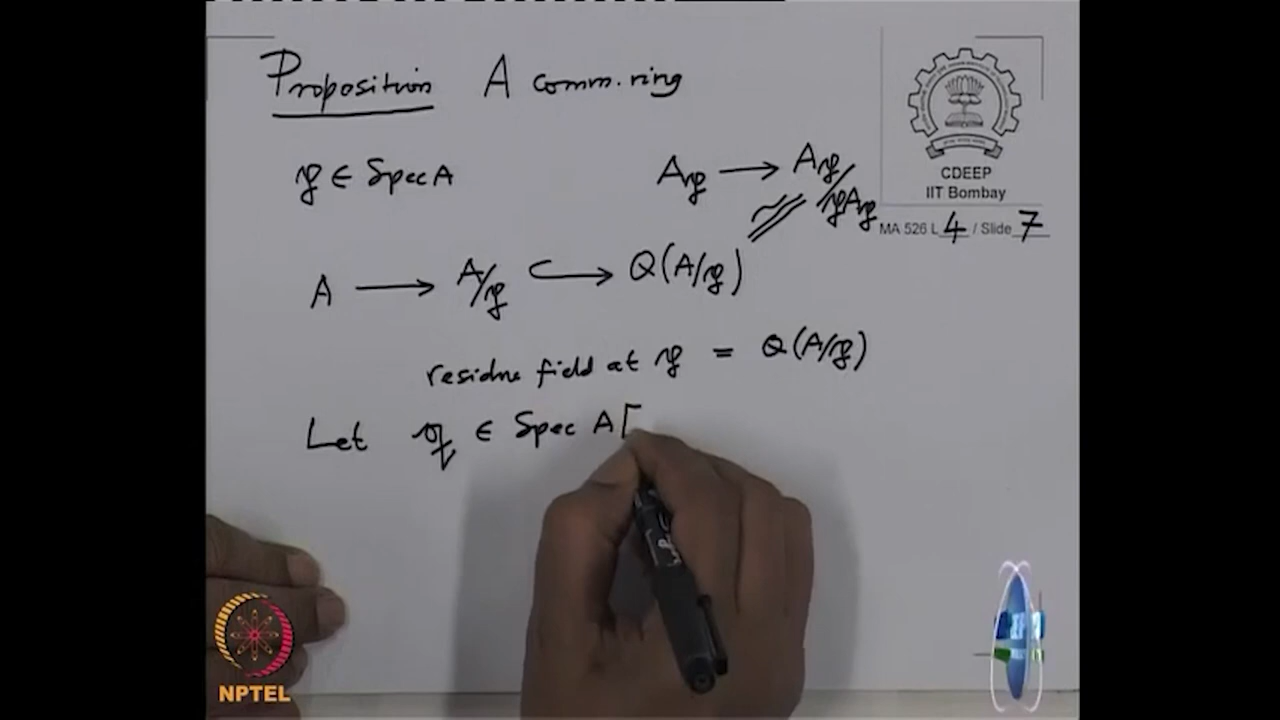 Proposition A comm. ring
𝔭 ∈ Spec A
A𝔭 → A𝔭/𝔭A𝔭
CDEEP
IIT Bombay
MA 526 L 4 / Slide 7
A → A/𝔭 ↪ Q(A/𝔭)
≅
residue field at 𝔭 = Q(A/𝔭)
Let 𝔮 ∈ Spec A[
NPTEL